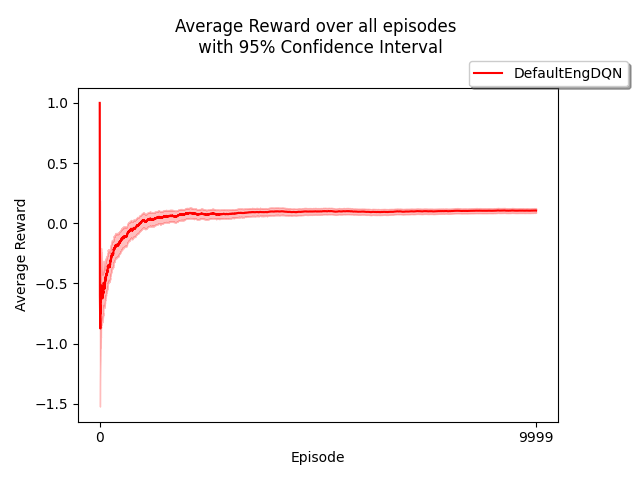 Average Reward over all episodes
with 95% Confidence Interval
DefaultEngDQN
1.0
0.5
0.0
−0.5
−1.0
−1.5
Average Reward
0
9999
Episode